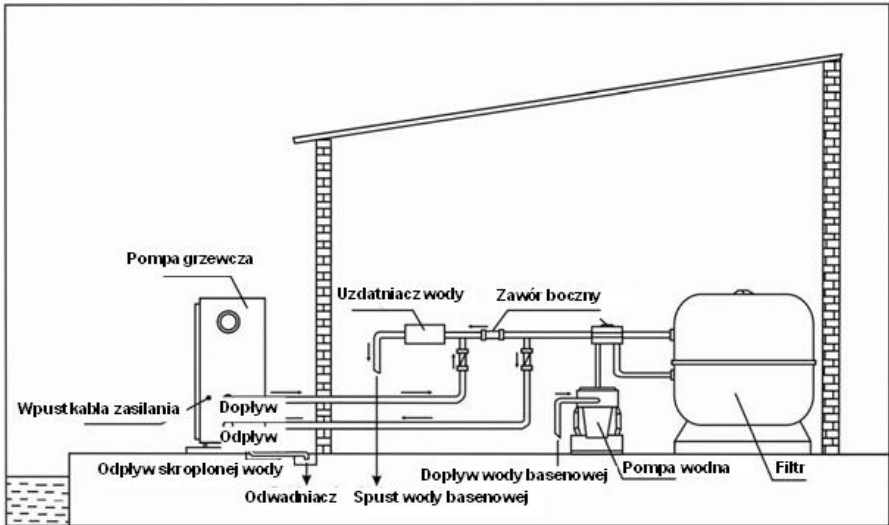 Pompa grzewcza
Uzdatniacz wody
Zawór boczny
Wpust kabla zasilania
Dopływ
Odpływ
Odpływ skroplonej wody
Dopływ wody basenowej
Pompa wodna
Filtr
Odwadniacz
Spust wody basenowej